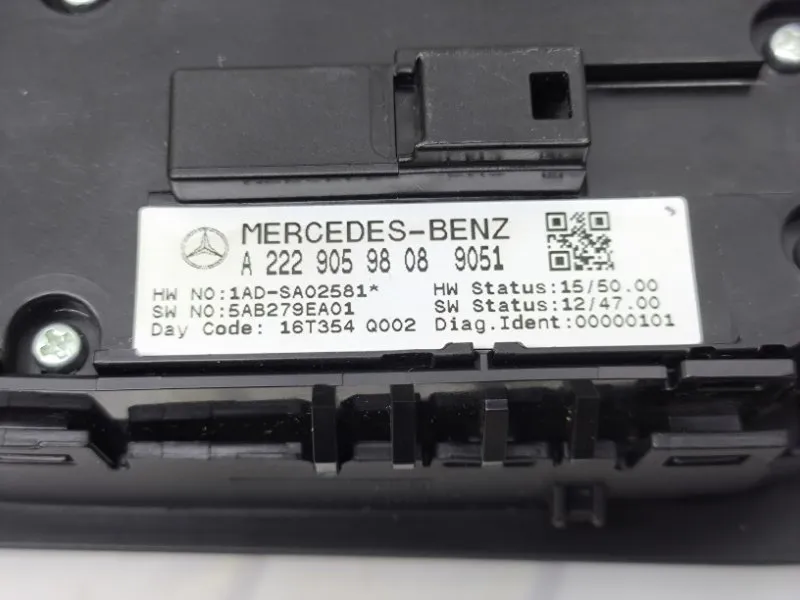 MERCEDES-BENZ
A 222 905 98 08 9051
HW NO:1AD-SA02581* HW Status:15/50.00
SW NO:5AB279EA01 SW Status:12/47.00
Day Code: 16T354 Q002 Diag.Ident:00000101